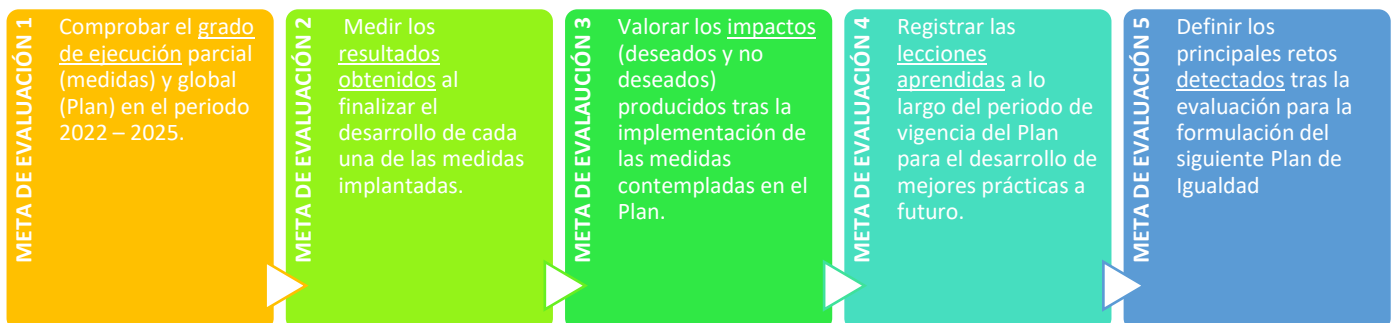 META DE EVALUACIÓN 1
Comprobar el grado
de ejecución parcial
(medidas) y global
(Plan) en el periodo
2022 – 2025.
META DE EVALUACIÓN 2
Medir los
resultados
obtenidos al
finalizar el
desarrollo de cada
una de las medidas
implantadas.
META DE EVALAUCIÓN 3
Valorar los impactos
(deseados y no
deseados)
producidos tras la
implementación de
las medidas
contempladas en el
Plan.
META DE EVALUACIÓN 4
Registrar las
lecciones
aprendidas a lo
largo del periodo de
vigencia del Plan
para el desarrollo de
mejores prácticas a
futuro.
META DE EVALUACIÓN 5
Definir los
principales retos
detectados tras la
evaluación para la
formulación del
siguiente Plan de
Igualdad